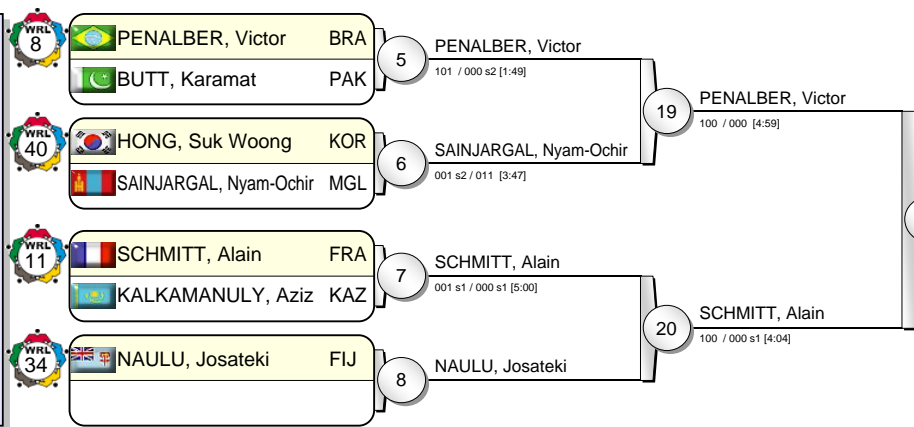 WRL
8
PENALBER, Victor BRA
BUTT, Karamat PAK
5
PENALBER, Victor
101 / 000 s2 [1:49]
WRL
40
HONG, Suk Woong KOR
SAINJARGAL, Nyam-Ochir MGL
6
SAINJARGAL, Nyam-Ochir
001 s2 / 011 [3:47]
19
PENALBER, Victor
100 / 000 [4:59]
WRL
11
SCHMITT, Alain FRA
KALKAMANULY, Aziz KAZ
7
SCHMITT, Alain
001 s1 / 000 s1 [5:00]
WRL
34
NAULU, Josateki FIJ
8
NAULU, Josateki
20
SCHMITT, Alain
100 / 000 s1 [4:04]